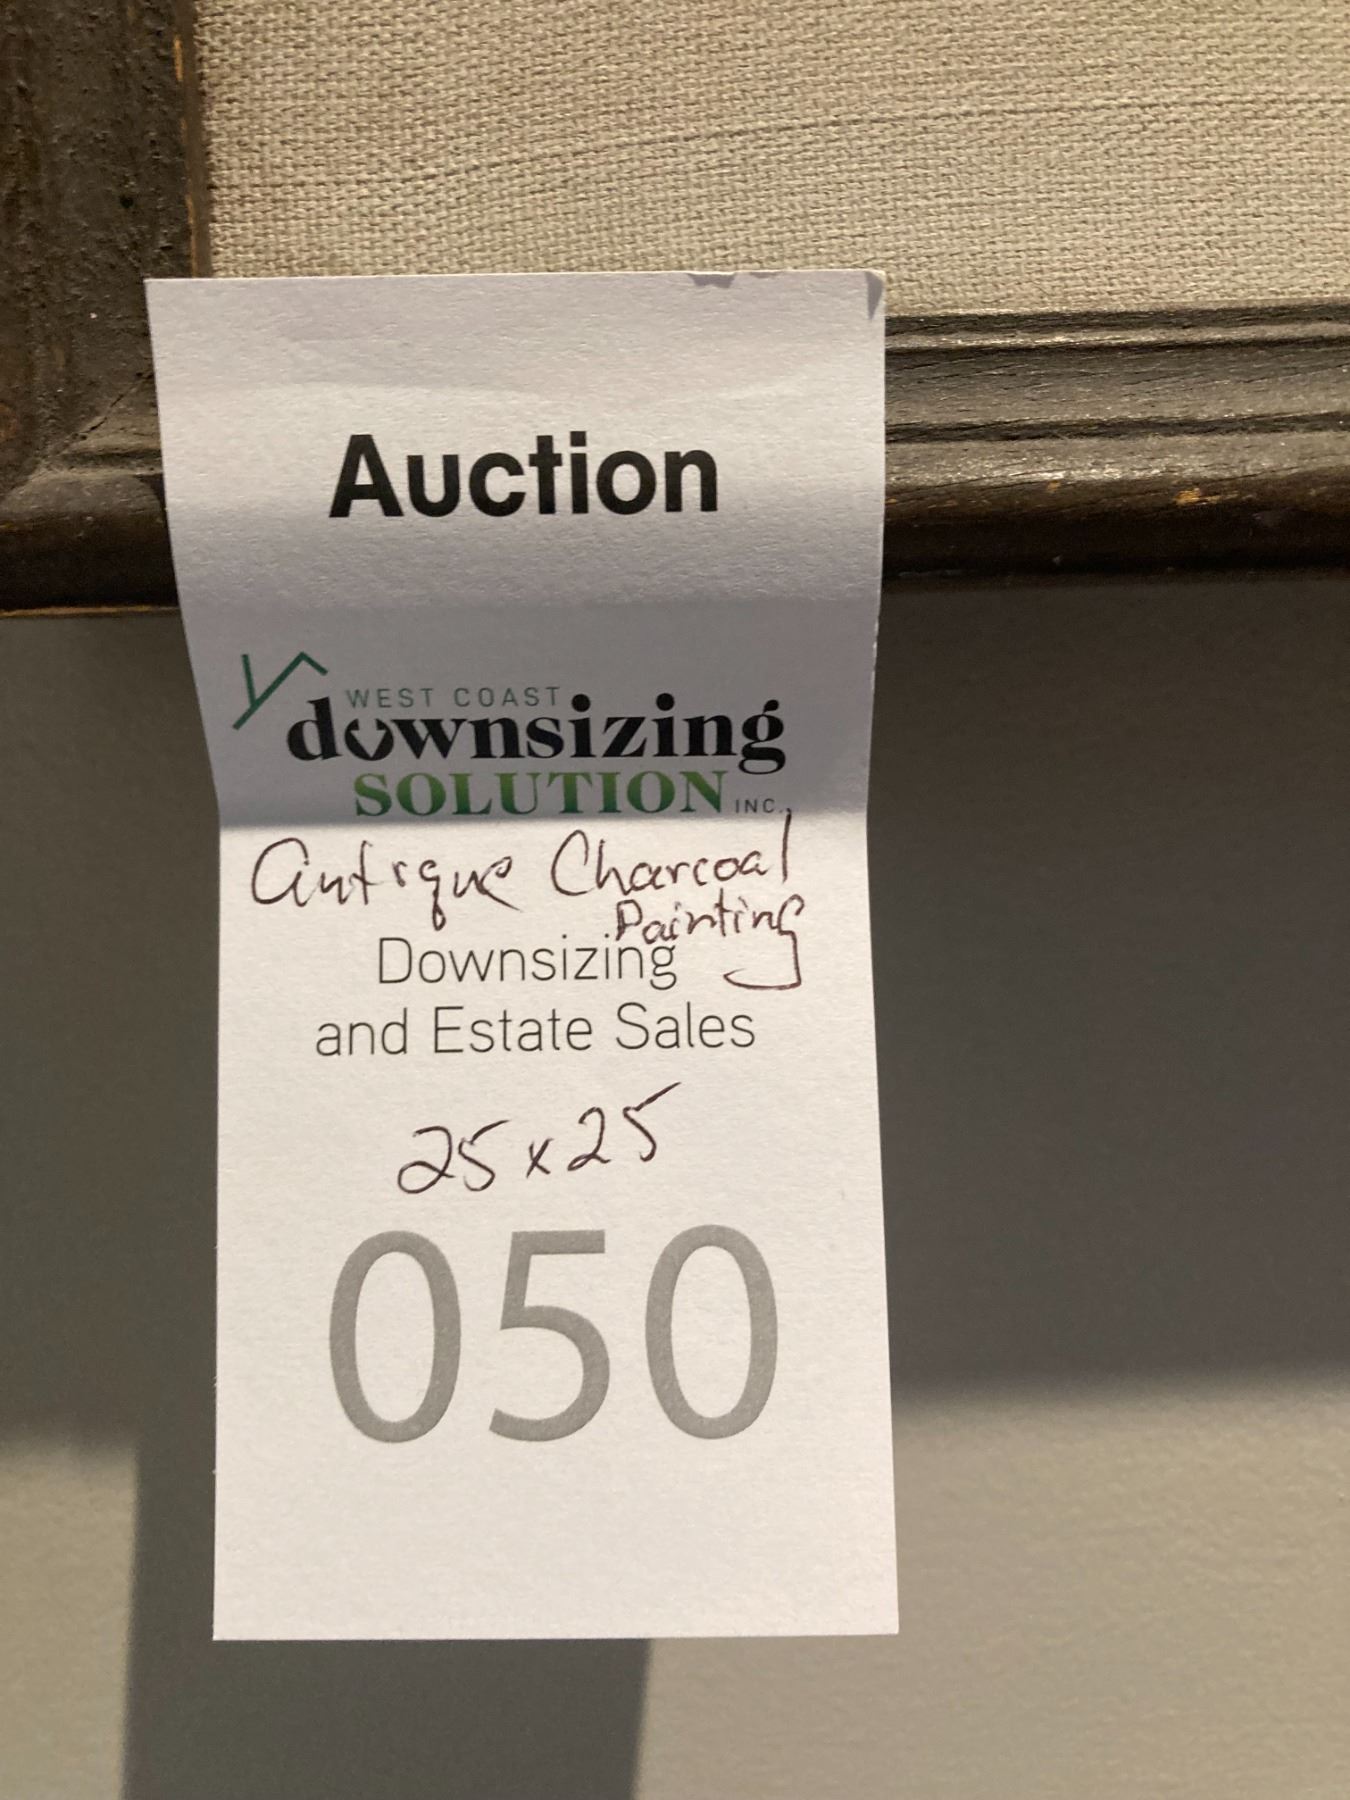 Auction
WEST COAST
downsizing
SOLUTION INC.
Antique Charcoal
Painting
Downsizing
and Estate Sales
25 x 25
050